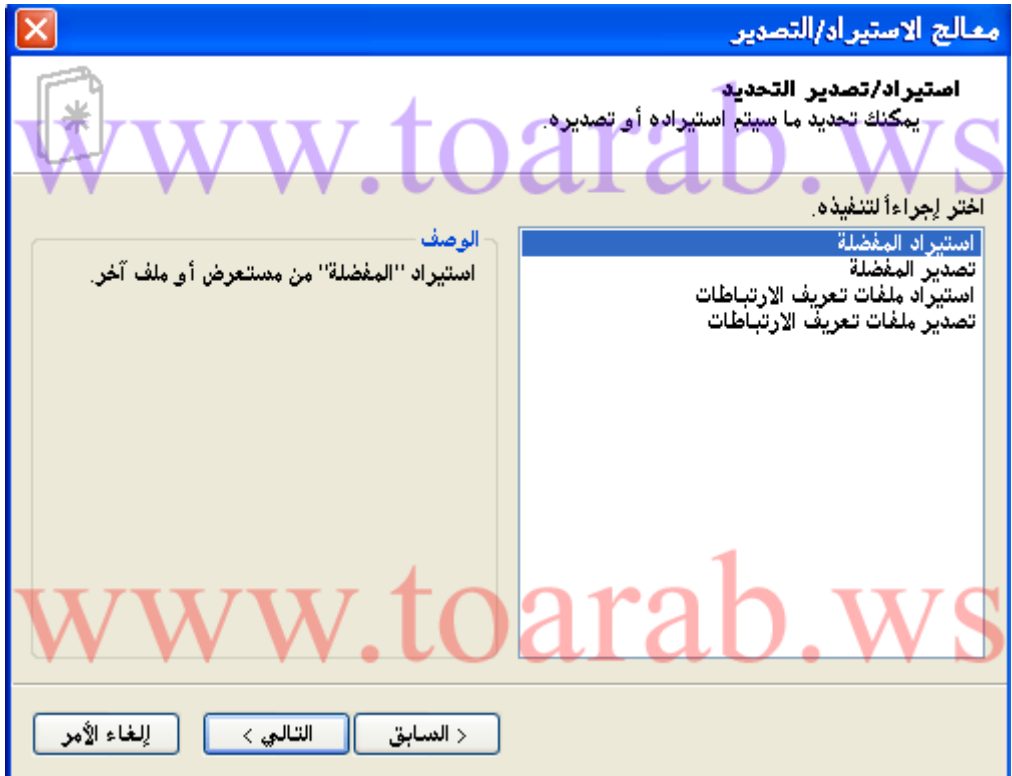 معالج الاستيراد/التصدير
استيراد/تصدير التحديد
يمكنك تحديد ما سيتم استيراده أو تصديره.
www.toarab.ws
اختر إجراءاً لتنفيذه.
استيراد المفضلة
تصدير المفضلة
استيراد ملفات تعريف الارتباطات
تصدير ملفات تعريف الارتباطات
الوصف
استيراد "المفضلة" من مستعرض أو ملف آخر.
www.toarab.ws
< السابق
التالي >
إلغاء الأمر